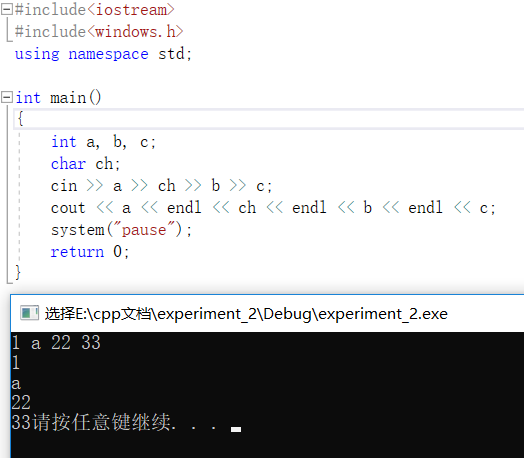 #include<iostream>
#include<windows.h>
using namespace std;
int main()
{
int a, b, c;
char ch;
cin >> a >> ch >> b >> c;
cout << a << endl << ch << endl << b << endl << c;
system("pause");
return 0;
}
选择E:\cpp文档\experiment_2\Debug\experiment_2.exe
1 a 22 33
1
a
22
33请按任意键继续. . .